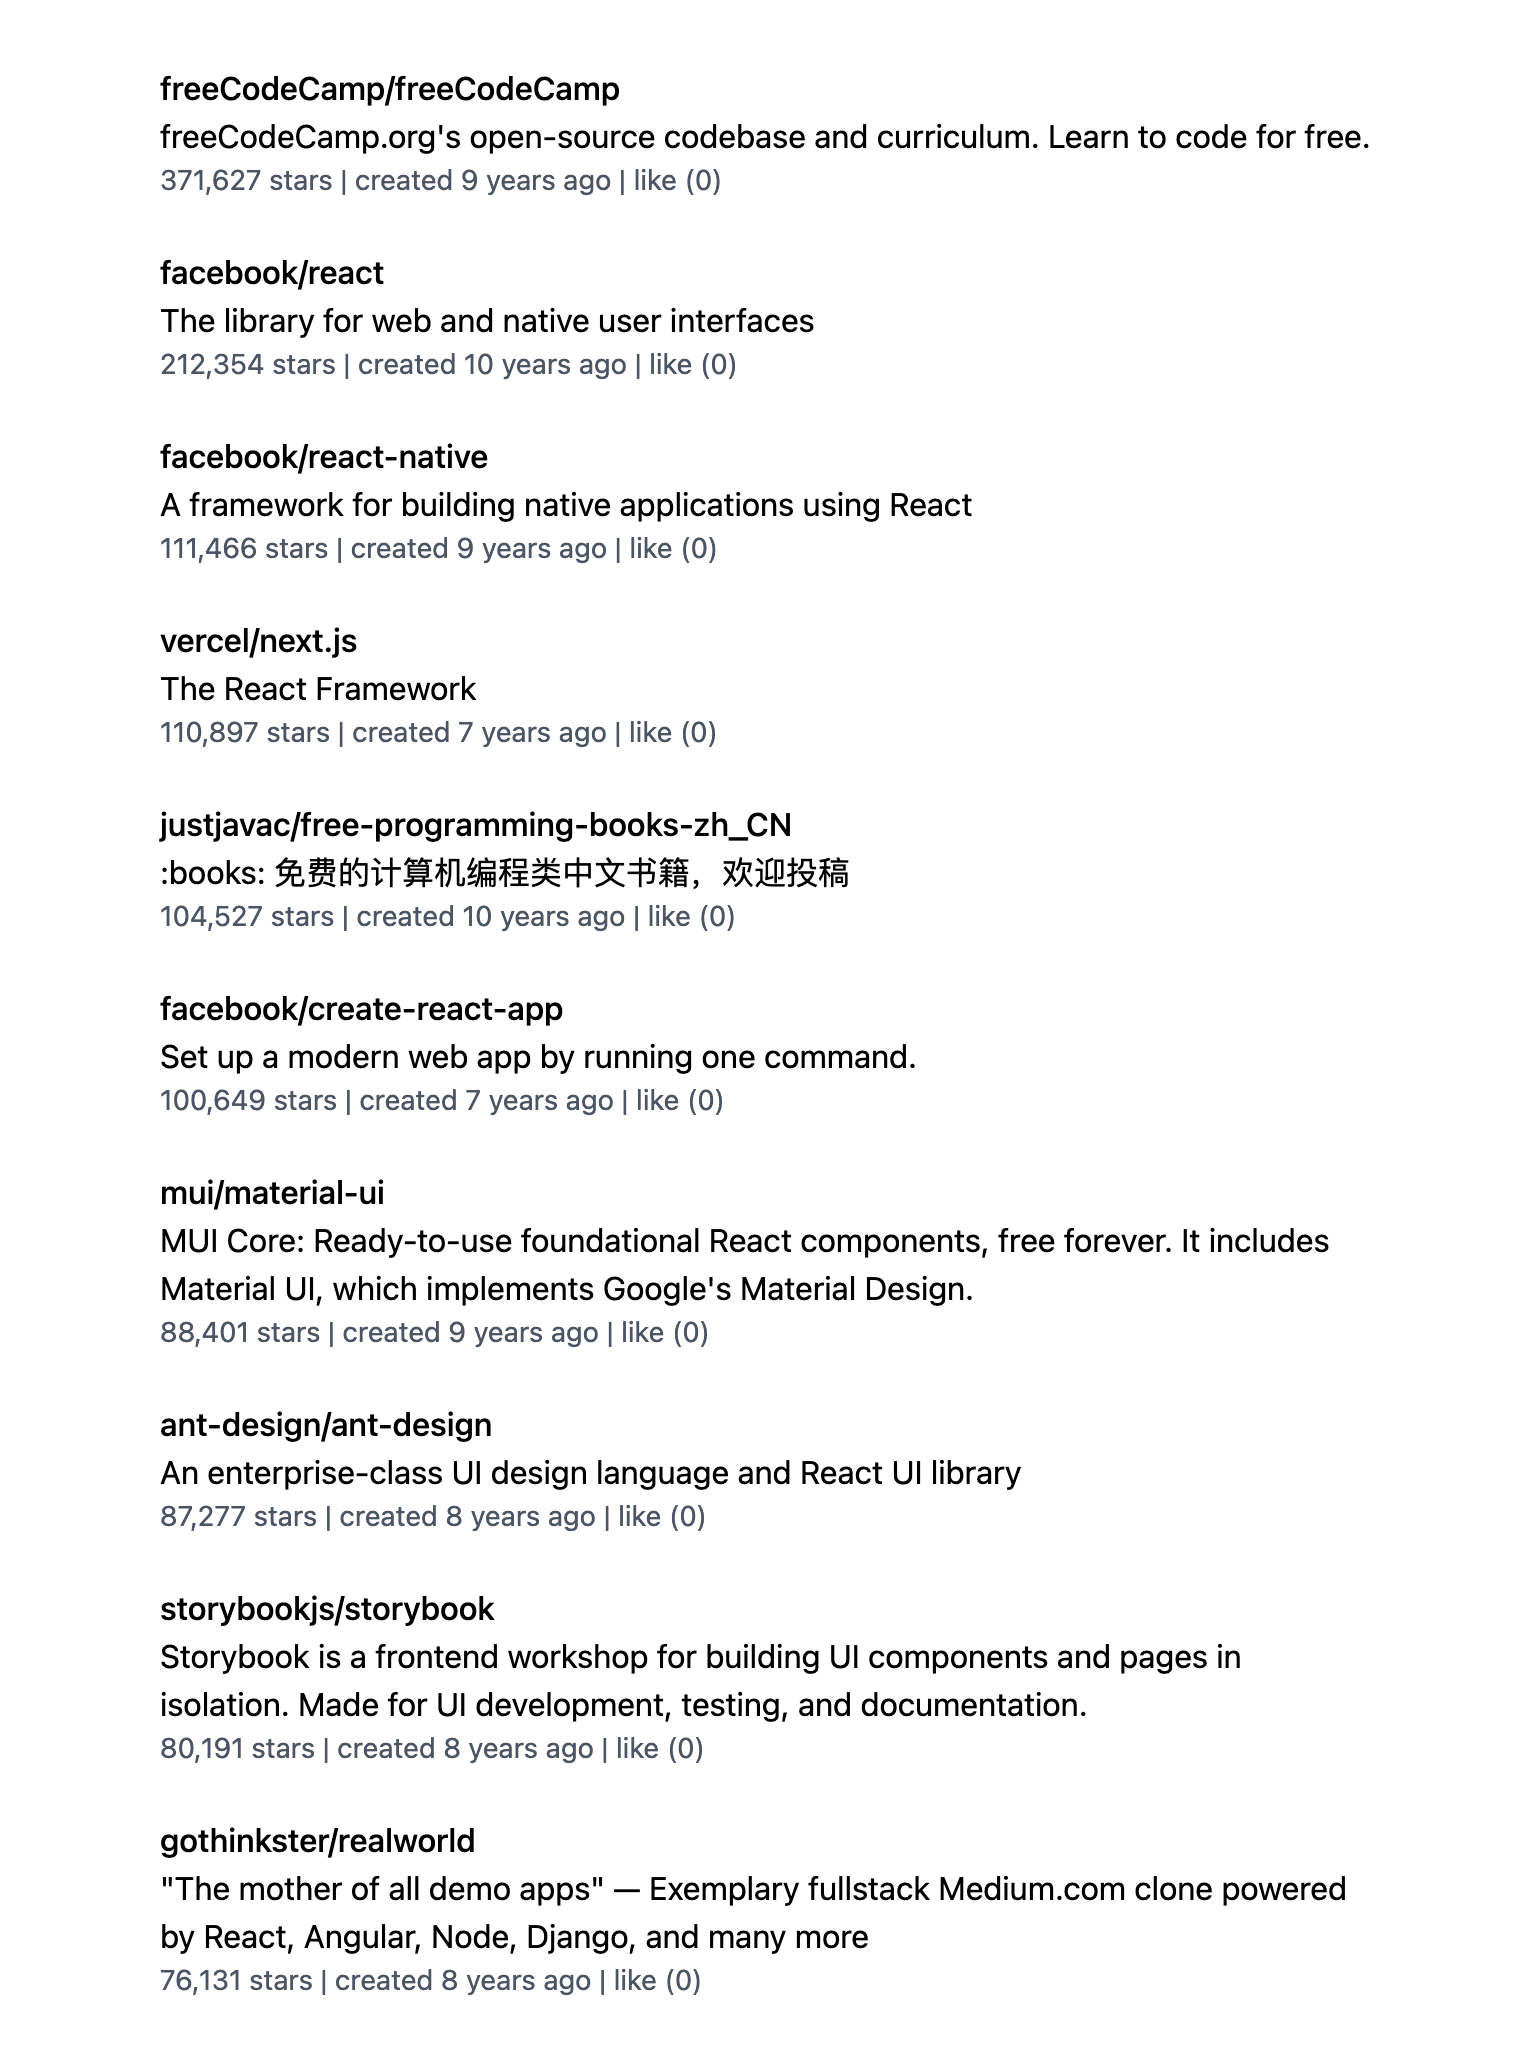 freeCodeCamp/freeCodeCamp
freeCodeCamp.org's open-source codebase and curriculum. Learn to code for free.
371,627 stars | created 9 years ago | like (0)
facebook/react
The library for web and native user interfaces
212,354 stars | created 10 years ago | like (0)
facebook/react-native
A framework for building native applications using React
111,466 stars | created 9 years ago | like (0)
vercel/next.js
The React Framework
110,897 stars | created 7 years ago | like (0)
justjavac/free-programming-books-zh_CN
:books: 免费的计算机编程类中文书籍，欢迎投稿
104,527 stars | created 10 years ago | like (0)
facebook/create-react-app
Set up a modern web app by running one command.
100,649 stars | created 7 years ago | like (0)
mui/material-ui
MUI Core: Ready-to-use foundational React components, free forever. It includes
Material UI, which implements Google's Material Design.
88,401 stars | created 9 years ago | like (0)
ant-design/ant-design
An enterprise-class UI design language and React UI library
87,277 stars | created 8 years ago | like (0)
storybookjs/storybook
Storybook is a frontend workshop for building UI components and pages in
isolation. Made for UI development, testing, and documentation.
80,191 stars | created 8 years ago | like (0)
gothinkster/realworld
"The mother of all demo apps" — Exemplary fullstack Medium.com clone powered
by React, Angular, Node, Django, and many more
76,131 stars | created 8 years ago | like (0)